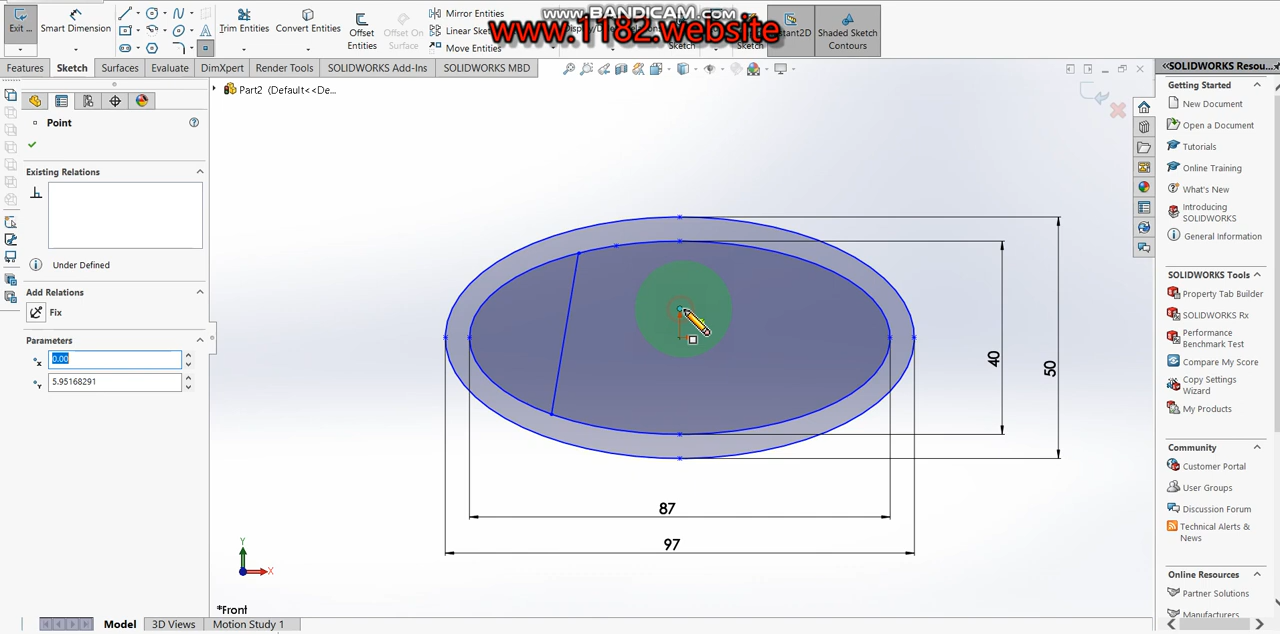 www.BANDICAM.com
www.1182.website
Exit ...
Smart Dimension
Trim Entities
Convert Entities
Offset
Entities
Offset On
Surface
Mirror Entities
Linear Sk
Move Entities
Sketch
Sketch
Instant2D
Shaded Sketch
Contours
Features
Sketch
Surfaces
Evaluate
DimXpert
Render Tools
SOLIDWORKS Add-Ins
SOLIDWORKS MBD
Part2 (Default<<De...
Point
Existing Relations
Under Defined
Add Relations
Fix
Parameters
0.00
5.95168291
40
50
87
97
Y
X
*Front
Model
3D Views
Motion Study 1
SOLIDWORKS Resou...
Getting Started
New Document
Open a Document
Tutorials
Online Training
What's New
Introducing
SOLIDWORKS
General Information
SOLIDWORKS Tools
Property Tab Builder
SOLIDWORKS Rx
Performance
Benchmark Test
Compare My Score
Copy Settings
Wizard
My Products
Community
Customer Portal
User Groups
Discussion Forum
Technical Alerts &
News
Online Resources
Partner Solutions
Manufacturers